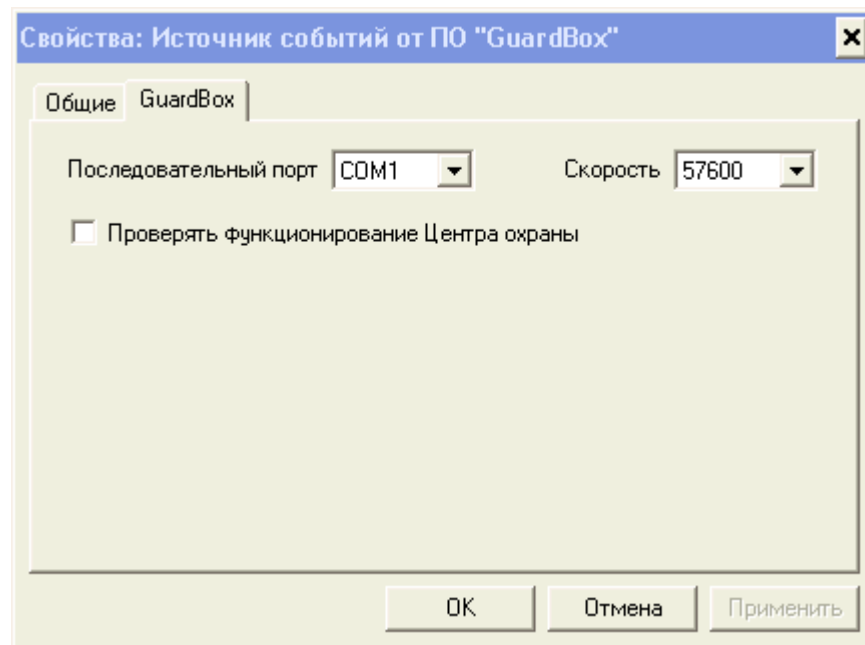 Свойства: Источник событий от ПО "GuardBox"
Общие GuardBox
Последовательный порт COM1 Скорость 57600
Проверять функционирование Центра охраны
OK Отмена Применить